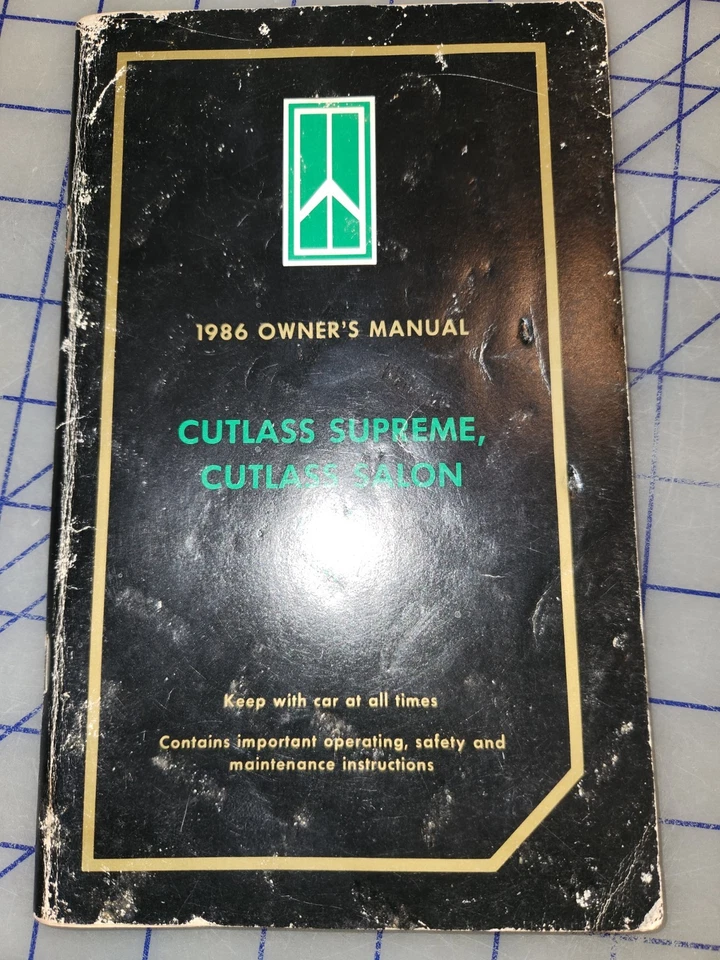 1986 OWNER'S MANUAL
CUTLASS SUPREME,
CUTLASS SALON
Keep with car at all times
Contains important operating, safety and
maintenance instructions